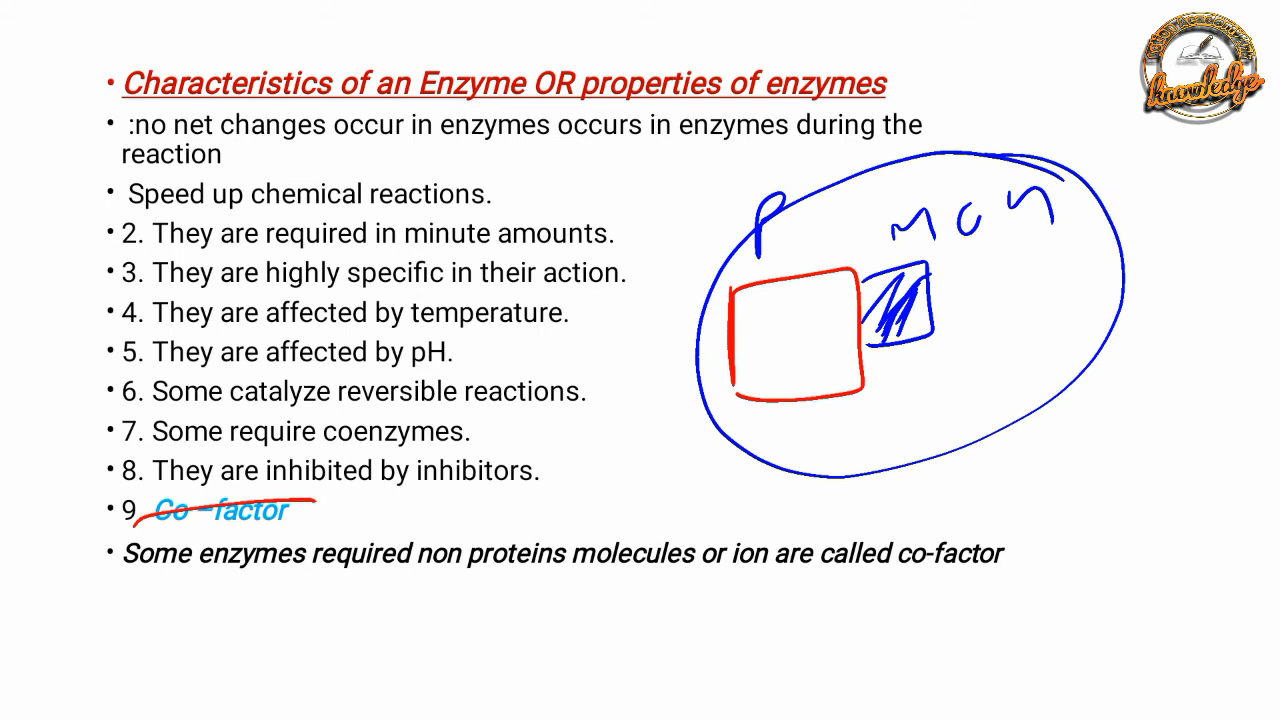 • Characteristics of an Enzyme OR properties of enzymes
• :no net changes occur in enzymes occurs in enzymes during the
reaction
• Speed up chemical reactions.
• 2. They are required in minute amounts.
• 3. They are highly specific in their action.
• 4. They are affected by temperature.
• 5. They are affected by pH.
• 6. Some catalyze reversible reactions.
• 7. Some require coenzymes.
• 8. They are inhibited by inhibitors.
• 9. Co –factor
• Some enzymes required non proteins molecules or ion are called co-factor
P
knowledge